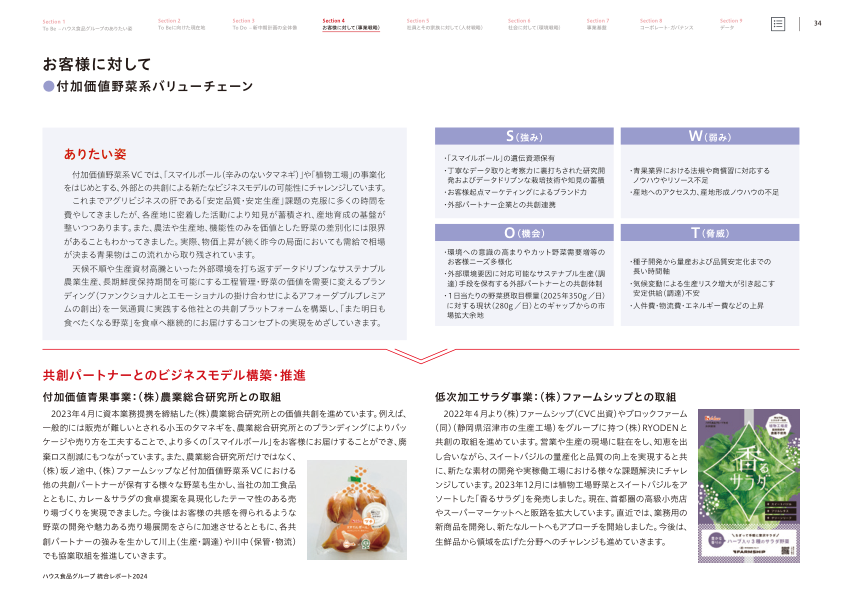 Section 1
To Be －ハウス食品グループのありたい姿
Section 2
To Beに向けた現在地
Section 3
To Do －新中期計画の全体像
Section 4
お客様に対して(事業戦略)
Section 5
社員とその家族に対して(人材戦略)
Section 6
社会に対して(環境戦略)
Section 7
事業基盤
Section 8
コーポレート・ガバナンス
Section 9
データ
34
お客様に対して
●付加価値野菜系バリューチェーン
ありたい姿
付加価値野菜系VCでは、「スマイルボール(辛みのないタマネギ)」や「植物工場」の事業化
をはじめとする、外部との共創による新たなビジネスモデルの可能性にチャレンジしています。
これまでアグリビジネスの肝である「安定品質・安定生産」課題の克服に多くの時間を
費やしてきましたが、各産地に密着した活動により知見が蓄積され、産地育成の基盤が
整いつつあります。また、農法や生産地、機能性のみを価値とした野菜の差別化には限界
があることもわかってきました。実際、物価上昇が続く昨今の局面においても需給で相場
が決まる青果物はこの流れから取り残されています。
天候不順や生産資材高騰といった外部環境を打ち返すデータドリブンなサステナブル
農業生産、長期鮮度保持期間を可能にする工程管理・野菜の価値を需要に変えるブラン
ディング(ファンクショナルとエモーショナルの掛け合わせによるアフォーダブルプレミア
ムの創出)を一気通貫に実践する他社との共創プラットフォームを構築し、「また明日も
食べたくなる野菜」を食卓へ継続的にお届けするコンセプトの実現をめざしていきます。
S(強み)
・「スマイルボール」の遺伝資源保有
・丁寧なデータ取りと考察力に裏打ちされた研究開
発およびデータドリブンな栽培技術や知見の蓄積
・お客様起点マーケティングによるブランド力
・外部パートナー企業との共創連携
W(弱み)
・青果業界における法規や商慣習に対応する
ノウハウやリソース不足
・産地へのアクセス力、産地形成ノウハウの不足
O(機会)
・環境への意識の高まりやカット野菜需要増等の
お客様ニーズ多様化
・外部環境要因に対応可能なサステナブル生産(調
達)手段を保有する外部パートナーとの共創体制
・1日当たりの野菜摂取目標量(2025年350g／日)
に対する現状(280g／日)とのギャップからの市
場拡大余地
T(脅威)
・種子開発から量産および品質安定化までの
長い時間軸
・気候変動による生産リスク増大が引き起こす
安定供給(調達)不安
・人件費・物流費・エネルギー費などの上昇
共創パートナーとのビジネスモデル構築・推進
付加価値青果事業：(株)農業総合研究所との取組
2023年4月に資本業務提携を締結した(株)農業総合研究所との価値共創を進めています。例えば、
一般的には販売が難しいとされる小玉のタマネギを、農業総合研究所とのブランディングによりパッ
ケージや売り方を工夫することで、より多くの「スマイルボール」をお客様にお届けすることができ、廃
棄ロス削減にもつながっています。また、農業総合研究所だけではなく、
(株)坂ノ途中、(株)ファームシップなど付加価値野菜系VCにおける
他の共創パートナーが保有する様々な野菜も生かし、当社の加工食品
とともに、カレー&サラダの食卓提案を具現化したテーマ性のある売
り場づくりを実現できました。今後はお客様の共感を得られるような
野菜の開発や魅力ある売り場展開をさらに加速させるとともに、各共
創パートナーの強みを生かして川上(生産・調達)や川中(保管・物流)
でも協業取組を推進していきます。
低次加工サラダ事業：(株)ファームシップとの取組
2022年4月より(株)ファームシップ(CVC出資)やブロックファーム
(同)(静岡県沼津市の生産工場)をグループに持つ(株)RYODENと
共創の取組を進めています。営業や生産の現場に駐在をし、知恵を出
し合いながら、スイートバジルの量産化と品質の向上を実現すると共
に、新たな素材の開発や実稼働工場における様々な課題解決にチャレ
ンジしています。2023年12月には植物工場野菜とスイートバジルをア
ソートした「香るサラダ」を発売しました。現在、首都圏の高級小売店
やスーパーマーケットへと販路を拡大しています。直近では、業務用の
新商品を開発し、新たなルートへもアプローチを開始しました。今後は、
生鮮品から領域を広げた分野へのチャレンジも進めていきます。
香る
サラダ
ハーブ入り3種のサラダ野菜
FARMSHIP
ハウス食品グループ 統合レポート2024